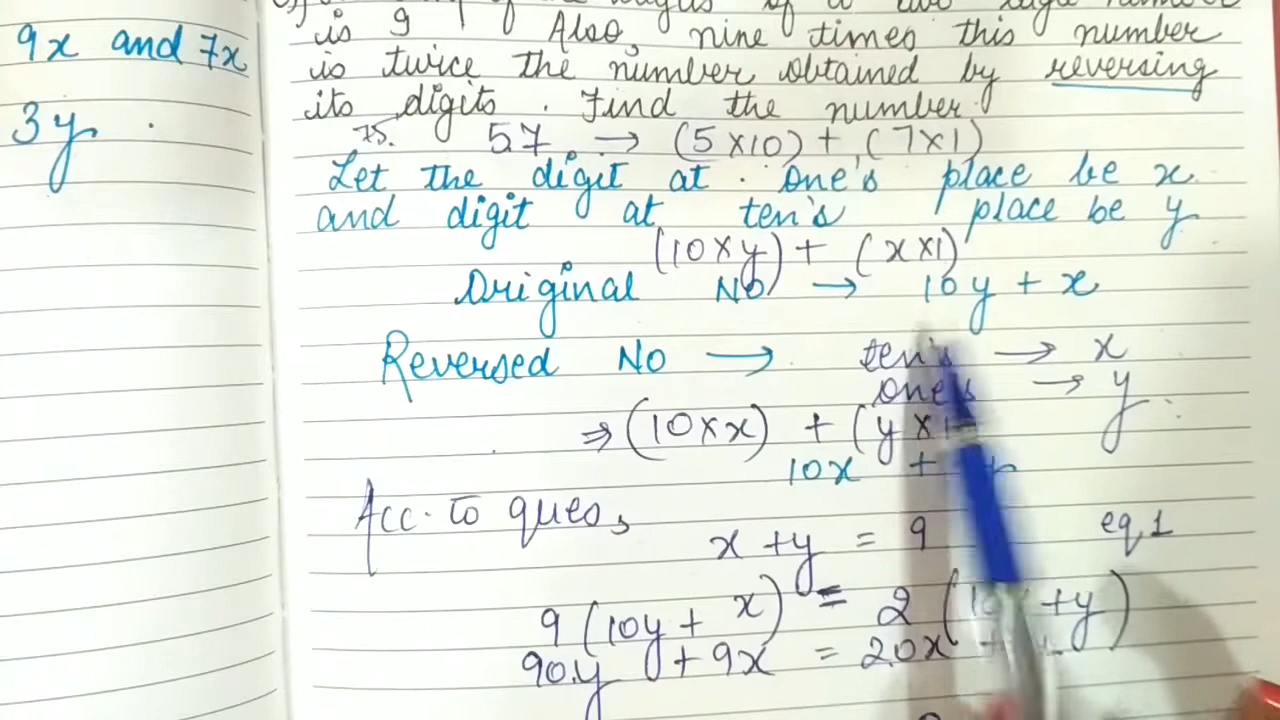 9x and 7x
3y
is 9 Also, nine times this number
is twice the number obtained by reversing
its digits. Find the number.
75. 57 → (5×10) + (7×1)
Let the digit at one's place be x
and digit at ten's place be y
(10×y) + (x×1)
Original No → 10y + x
Reversed No → ten's → x
one's → y
⇒ (10×x) + (y×1
10x +
Acc. to ques,
x + y = 9 eq 1
9 (10y + x) = 2 ( + y)
90y + 9x = 20x